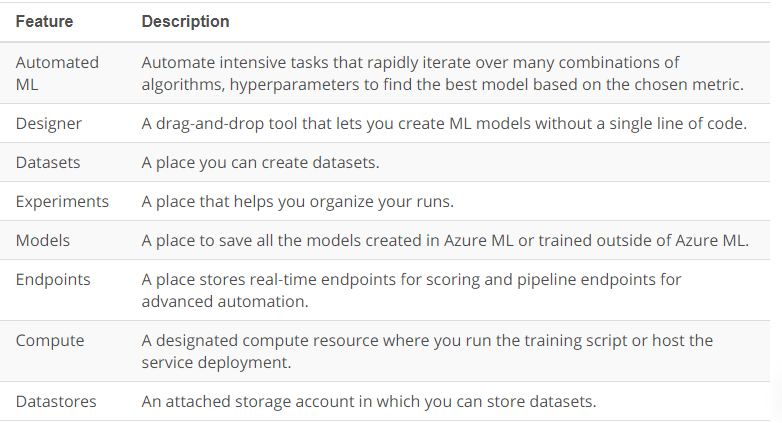 Feature Description
Automated ML Automate intensive tasks that rapidly iterate over many combinations of
algorithms, hyperparameters to find the best model based on the chosen metric.
Designer A drag-and-drop tool that lets you create ML models without a single line of code.
Datasets A place you can create datasets.
Experiments A place that helps you organize your runs.
Models A place to save all the models created in Azure ML or trained outside of Azure ML.
Endpoints A place stores real-time endpoints for scoring and pipeline endpoints for
advanced automation.
Compute A designated compute resource where you run the training script or host the
service deployment.
Datastores An attached storage account in which you can store datasets.